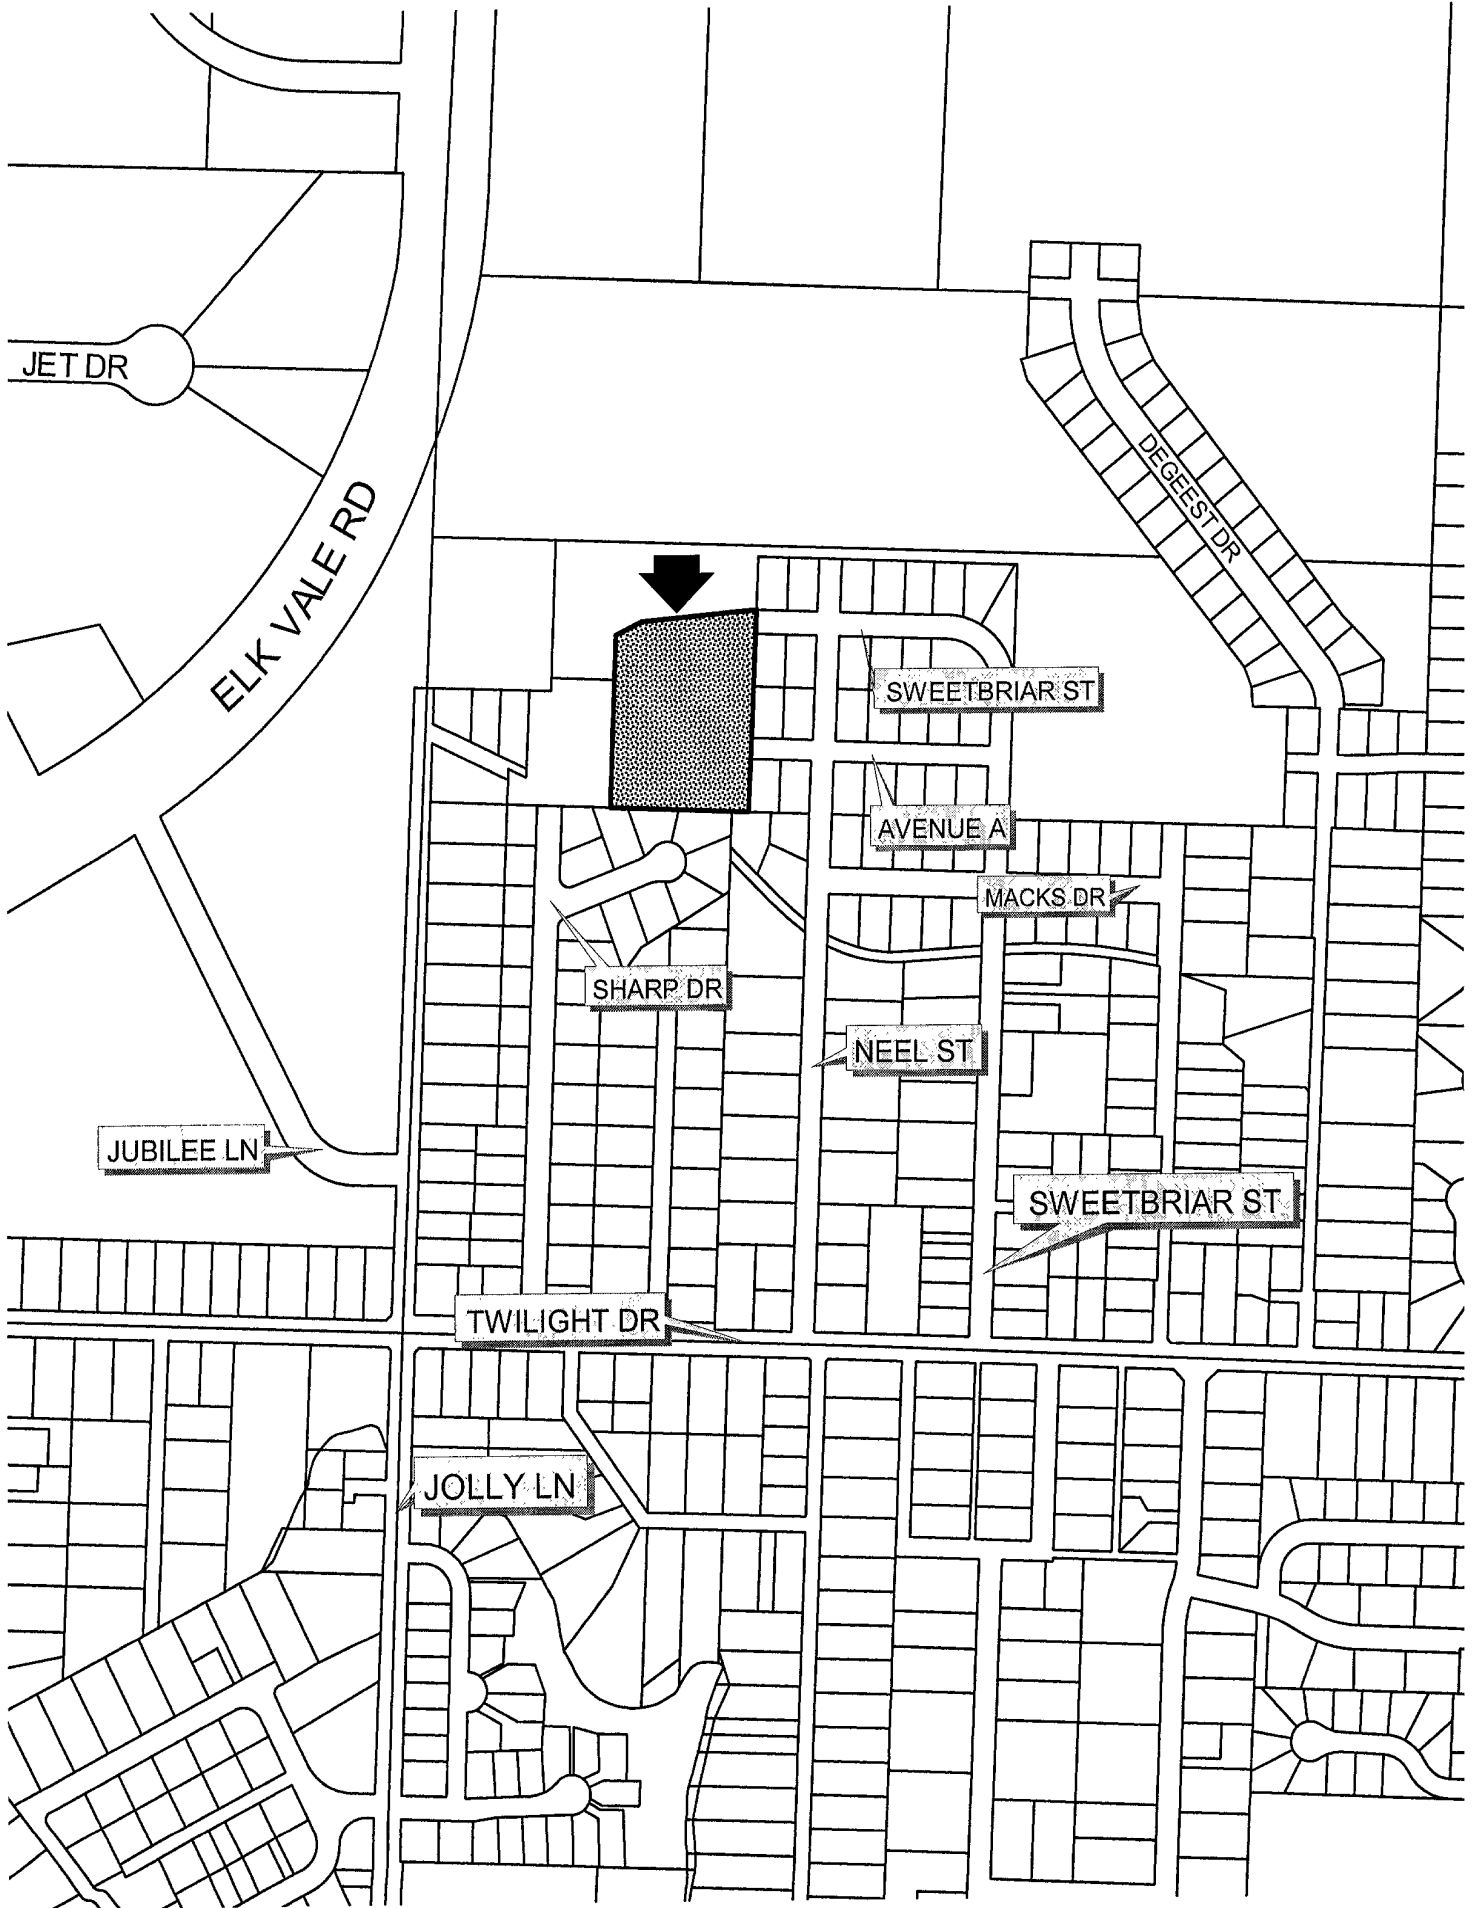 JET DR
DEGEEST DR
ELK VALE RD
SWEETBRIAR ST
AVENUE A
MACKS DR
SHARP DR
NEEL ST
JUBILEE LN
SWEETBRIAR ST
TWILIGHT DR
JOLLY LN